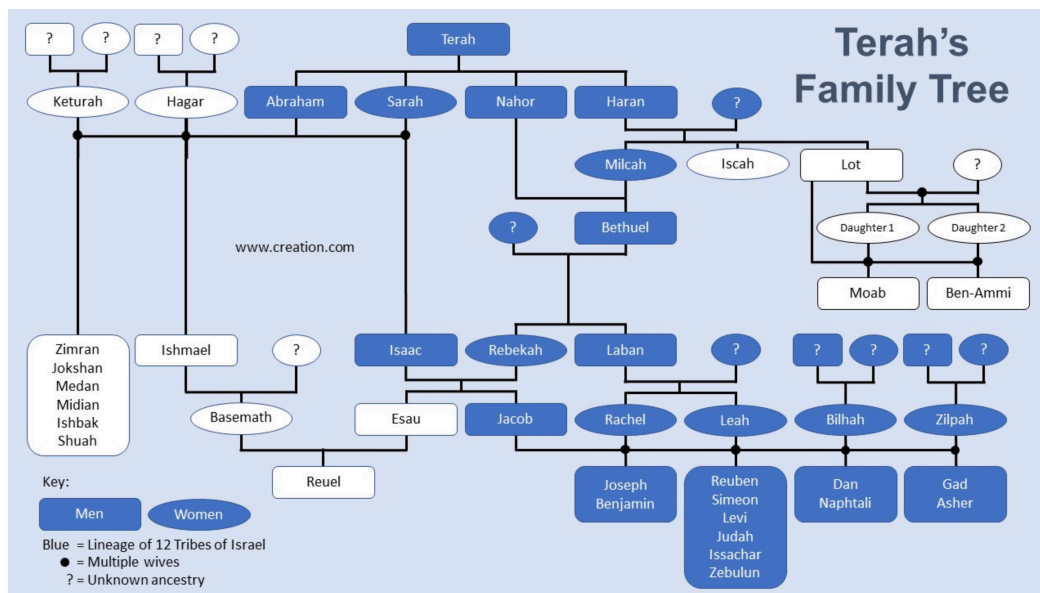 Terah's
Family Tree
?
?
?
?
Terah
Keturah
Hagar
Abraham
Sarah
Nahor
Haran
?
Milcah
Iscah
Lot
?
?
Bethuel
Daughter 1
Daughter 2
www.creation.com
Moab
Ben-Ammi
Zimran
Jokshan
Medan
Midian
Ishbak
Shuah
Ishmael
?
Isaac
Rebekah
Laban
?
?
?
?
?
Basemath
Esau
Jacob
Rachel
Leah
Bilhah
Zilpah
Reuel
Joseph
Benjamin
Reuben
Simeon
Levi
Judah
Issachar
Zebulun
Dan
Naphtali
Gad
Asher
Key:
Men
Women
Blue = Lineage of 12 Tribes of Israel
● = Multiple wives
? = Unknown ancestry